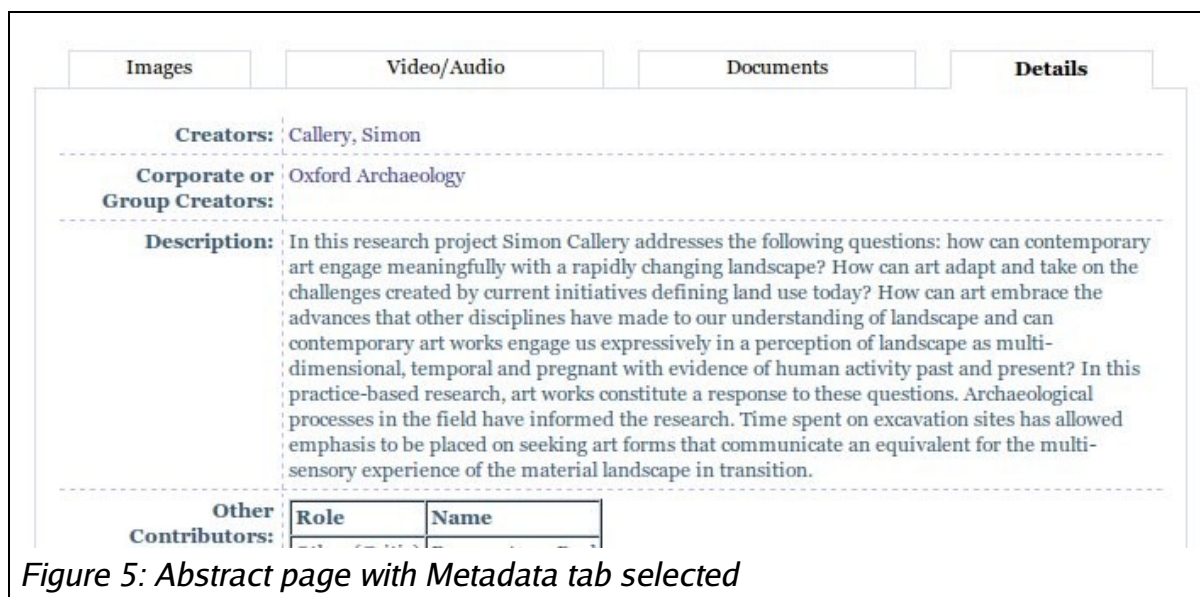 Images Video/Audio Documents Details
Creators: Callery, Simon
Corporate or Oxford Archaeology
Group Creators:
Description: In this research project Simon Callery addresses the following questions: how can contemporary
art engage meaningfully with a rapidly changing landscape? How can art adapt and take on the
challenges created by current initiatives defining land use today? How can art embrace the
advances that other disciplines have made to our understanding of landscape and can
contemporary art works engage us expressively in a perception of landscape as multi-
dimensional, temporal and pregnant with evidence of human activity past and present? In this
practice-based research, art works constitute a response to these questions. Archaeological
processes in the field have informed the research. Time spent on excavation sites has allowed
emphasis to be placed on seeking art forms that communicate an equivalent for the multi-
sensory experience of the material landscape in transition.
Other Role Name
Contributors:
Figure 5: Abstract page with Metadata tab selected